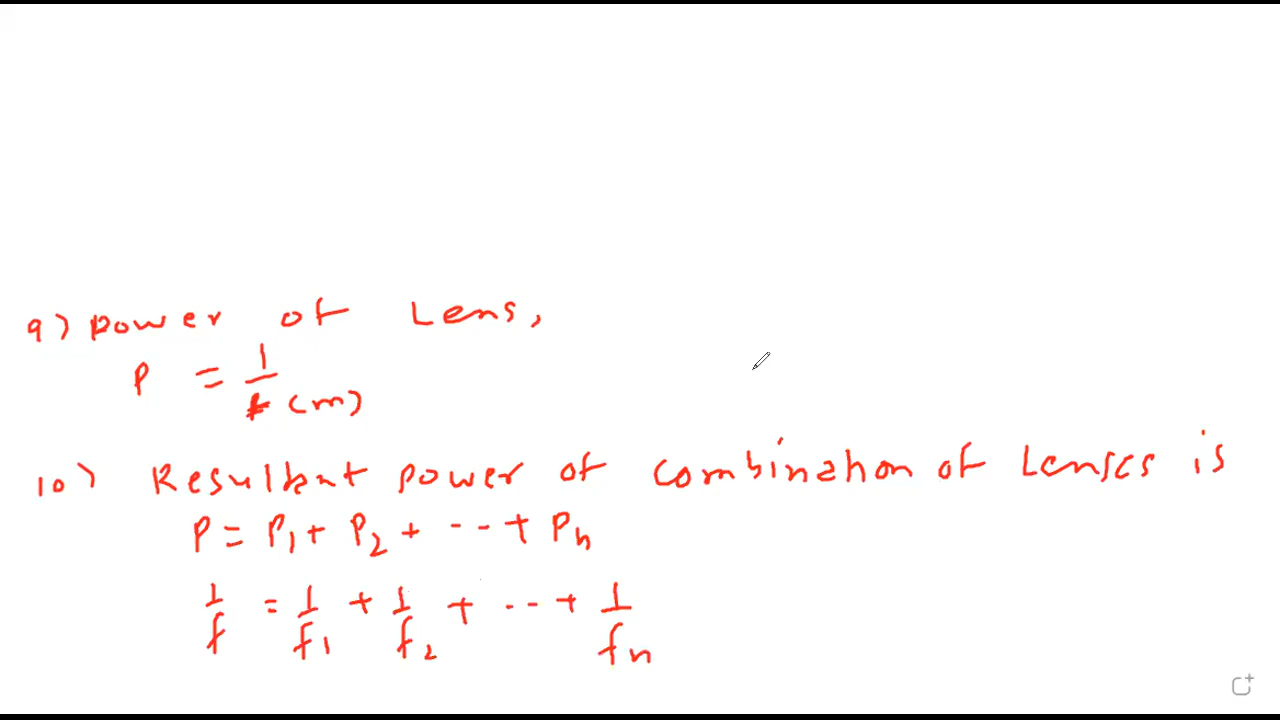 9) power of Lens,
P = 1/f (m)
10) Resultant power of combination of Lenses is
P = P₁ + P₂ + -- + Pn
1/f = 1/f₁ + 1/f₂ + -- + 1/fn